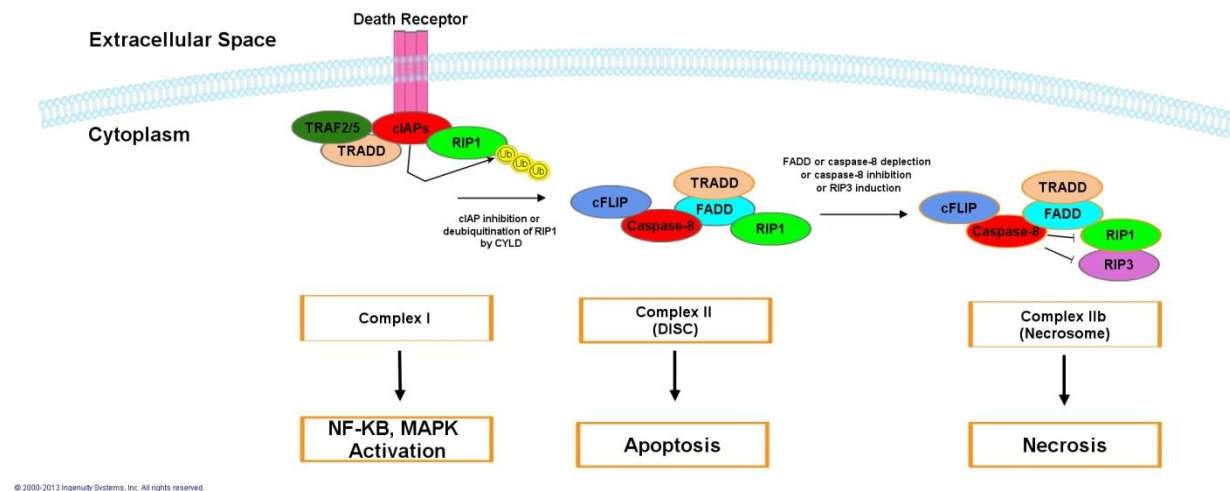 Death Receptor
Extracellular Space
Cytoplasm
TRAF2/5
cIAPs
TRADD
RIP1
Ub
Ub
Ub
cIAP inhibition or
deubiquitination of RIP1
by CYLD
TRADD
cFLIP
FADD
Caspase-8
RIP1
FADD or caspase-8 depletion
or caspase-8 inhibition
or RIP3 induction
TRADD
cFLIP
FADD
Caspase-8
RIP1
RIP3
Complex I
Complex II
(DISC)
Complex IIb
(Necrosome)
NF-KB, MAPK
Activation
Apoptosis
Necrosis
© 2000-2013 Ingenuity Systems, Inc. All rights reserved.